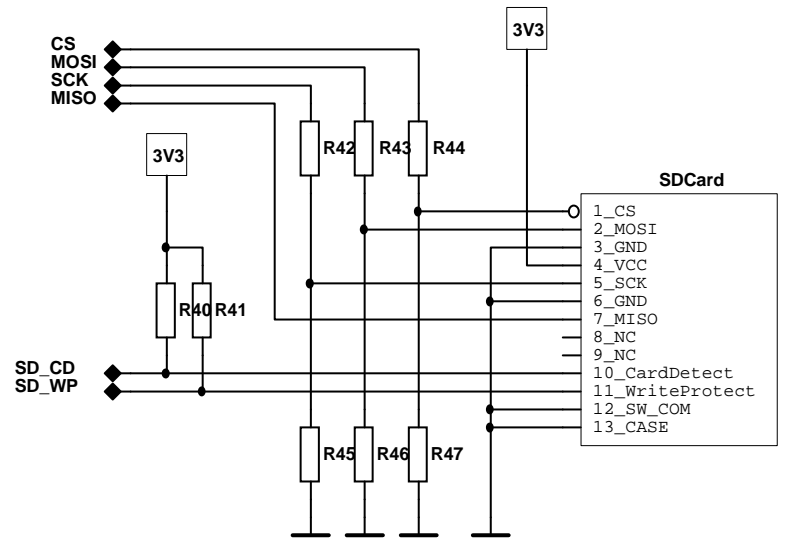 3V3
CS
MOSI
SCK
MISO
3V3
R42
R43
R44
SDCard
1_CS
2_MOSI
3_GND
4_VCC
5_SCK
6_GND
7_MISO
8_NC
9_NC
10_CardDetect
11_WriteProtect
12_SW_COM
13_CASE
R40
R41
SD_CD
SD_WP
R45
R46
R47